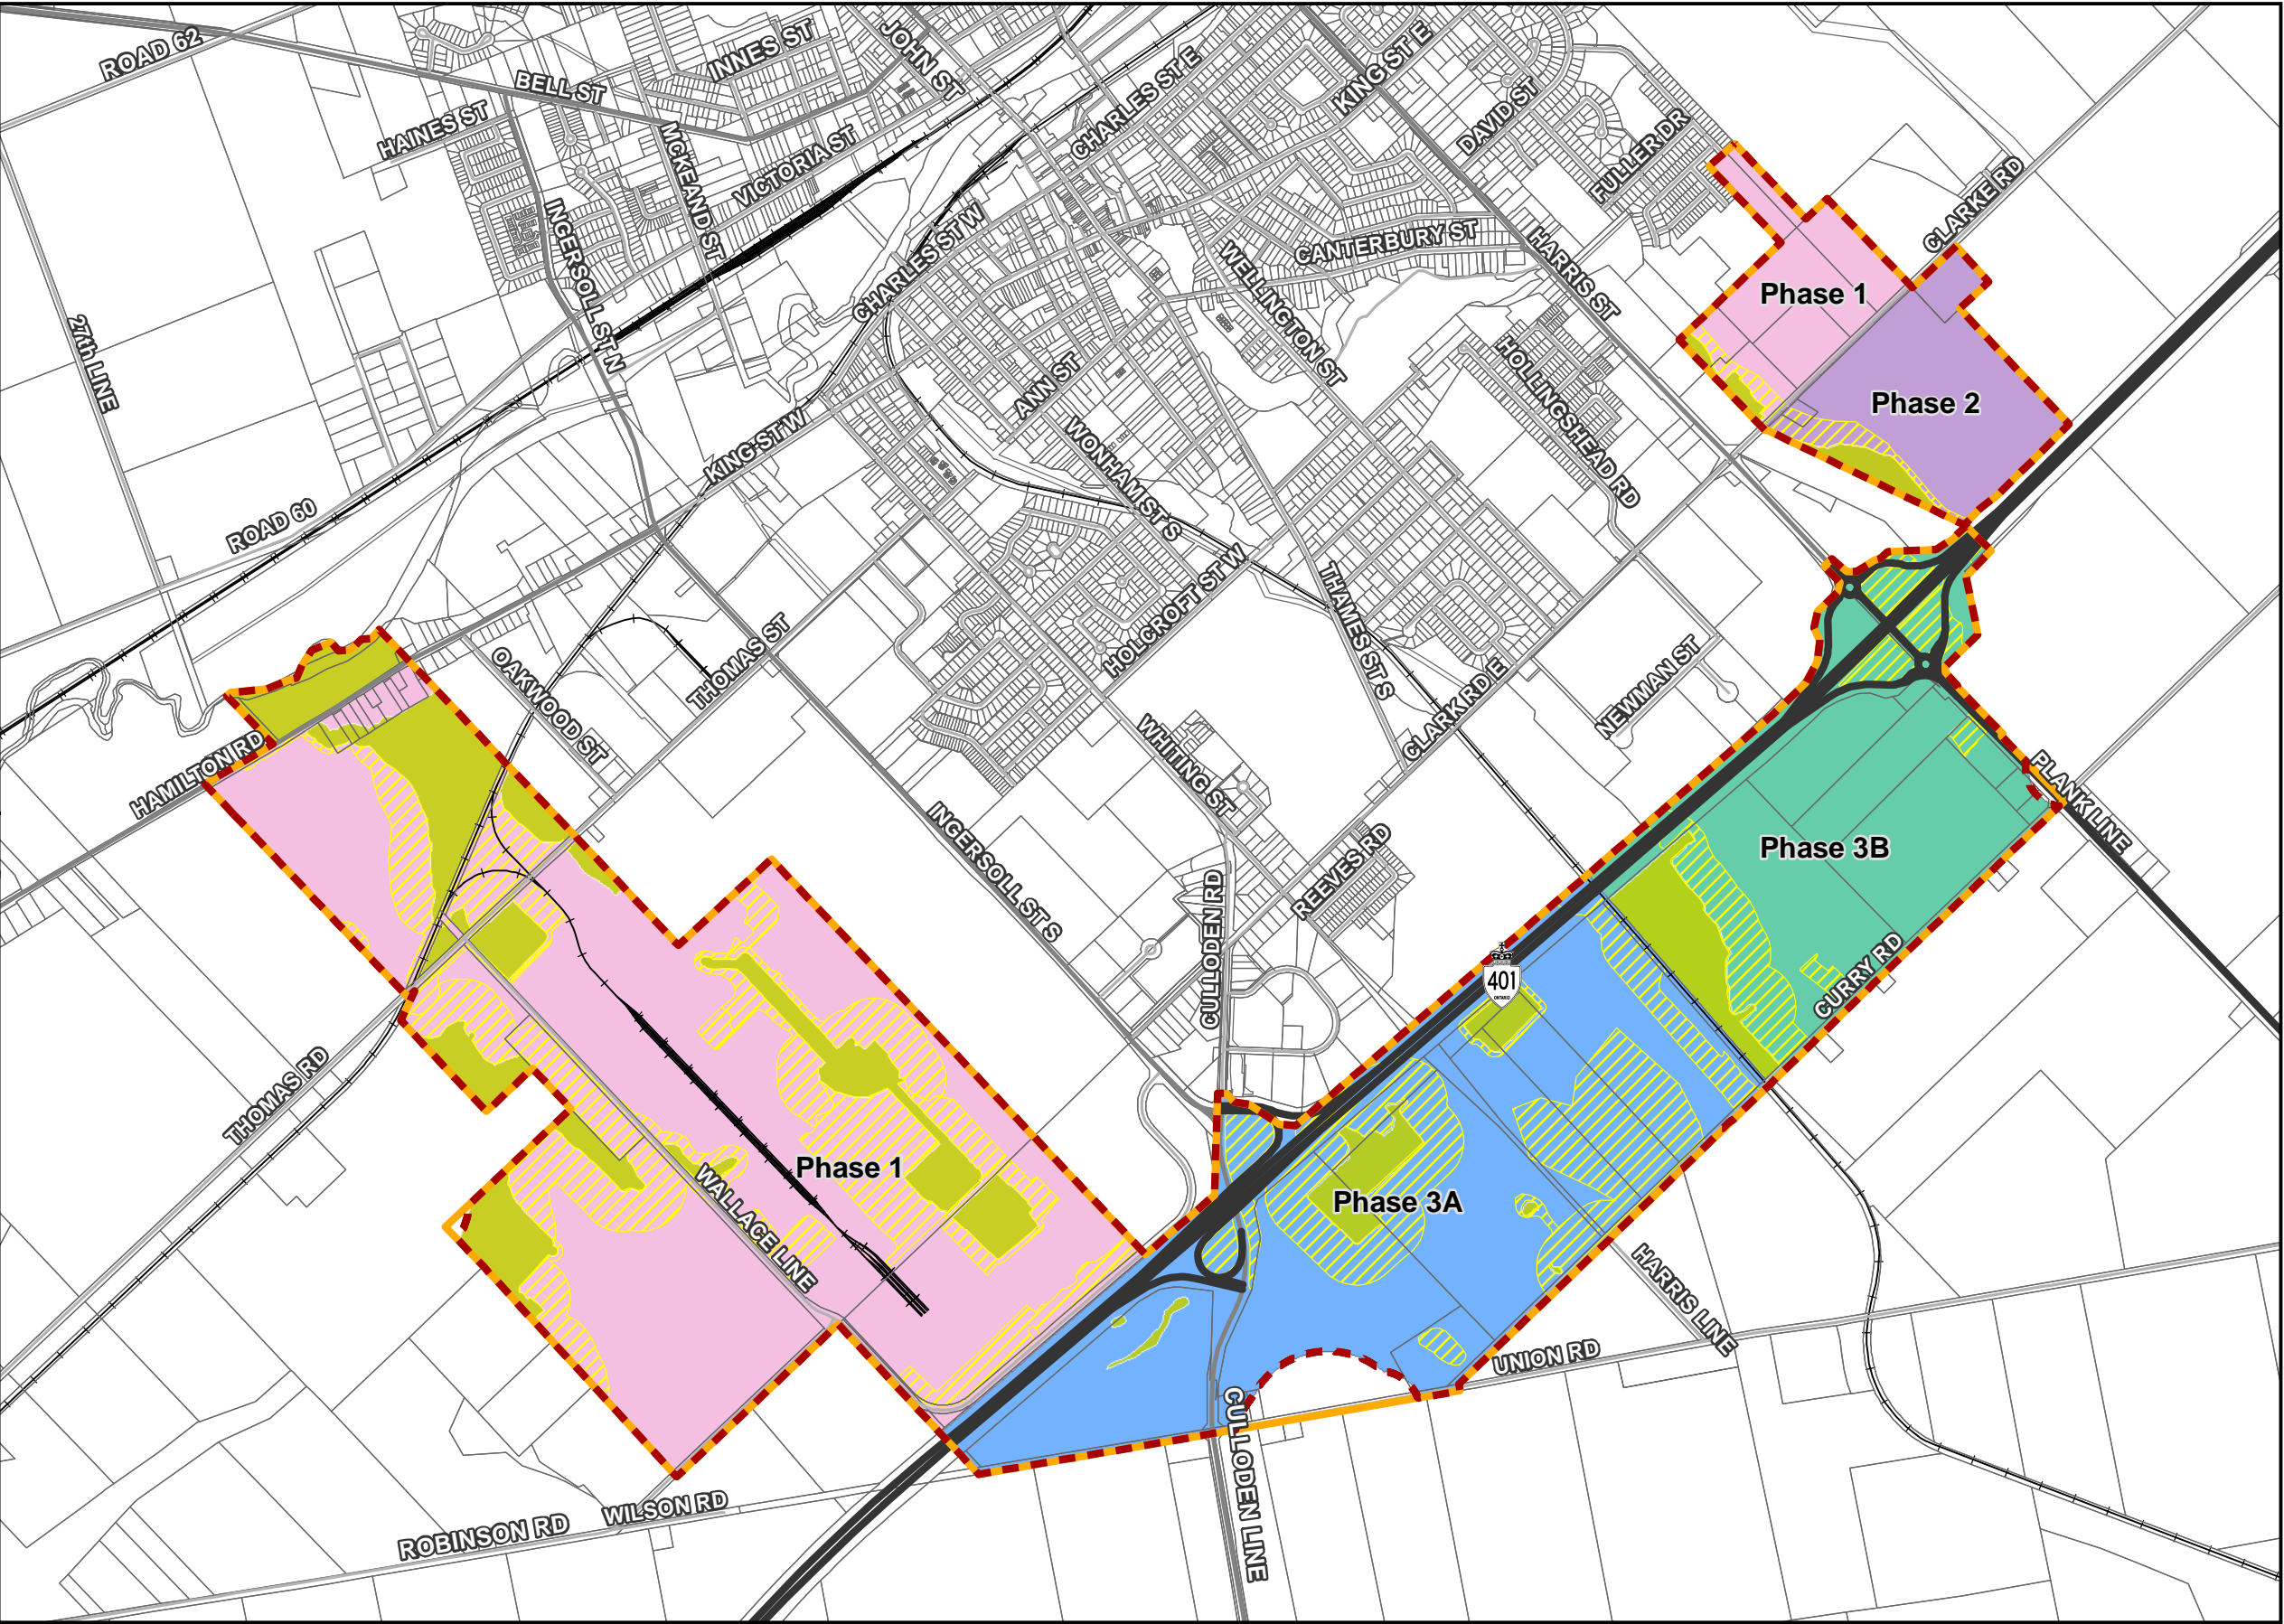 ROAD 62
BELL ST
INNES ST
JOHN ST
CHARLES ST E
KING ST E
DAVID ST
FULLER DR
HAINES ST
MCKEAND ST
VICTORIA ST
INGERSOLL ST N
CHARLES ST W
WELLINGTON ST
CANTERBURY ST
HARRIS ST
CLARKE RD
27th LINE
Phase 1
Phase 2
ANN ST
HOLLINGSHEAD RD
KING ST W
WONHAM ST S
ROAD 60
HOLCROFT ST W
THAMES ST S
OAKWOOD ST
THOMAS ST
NEWMAN ST
CLARK RD E
HAMILTON RD
WHITING ST
PLANK LINE
INGERSOLL ST S
REEVES RD
Phase 3B
CULLODEN RD
CURRY RD
401
ONTARIO
THOMAS RD
Phase 1
WALLACE LINE
Phase 3A
HARRIS LINE
UNION RD
CULLODEN LINE
WILSON RD
ROBINSON RD